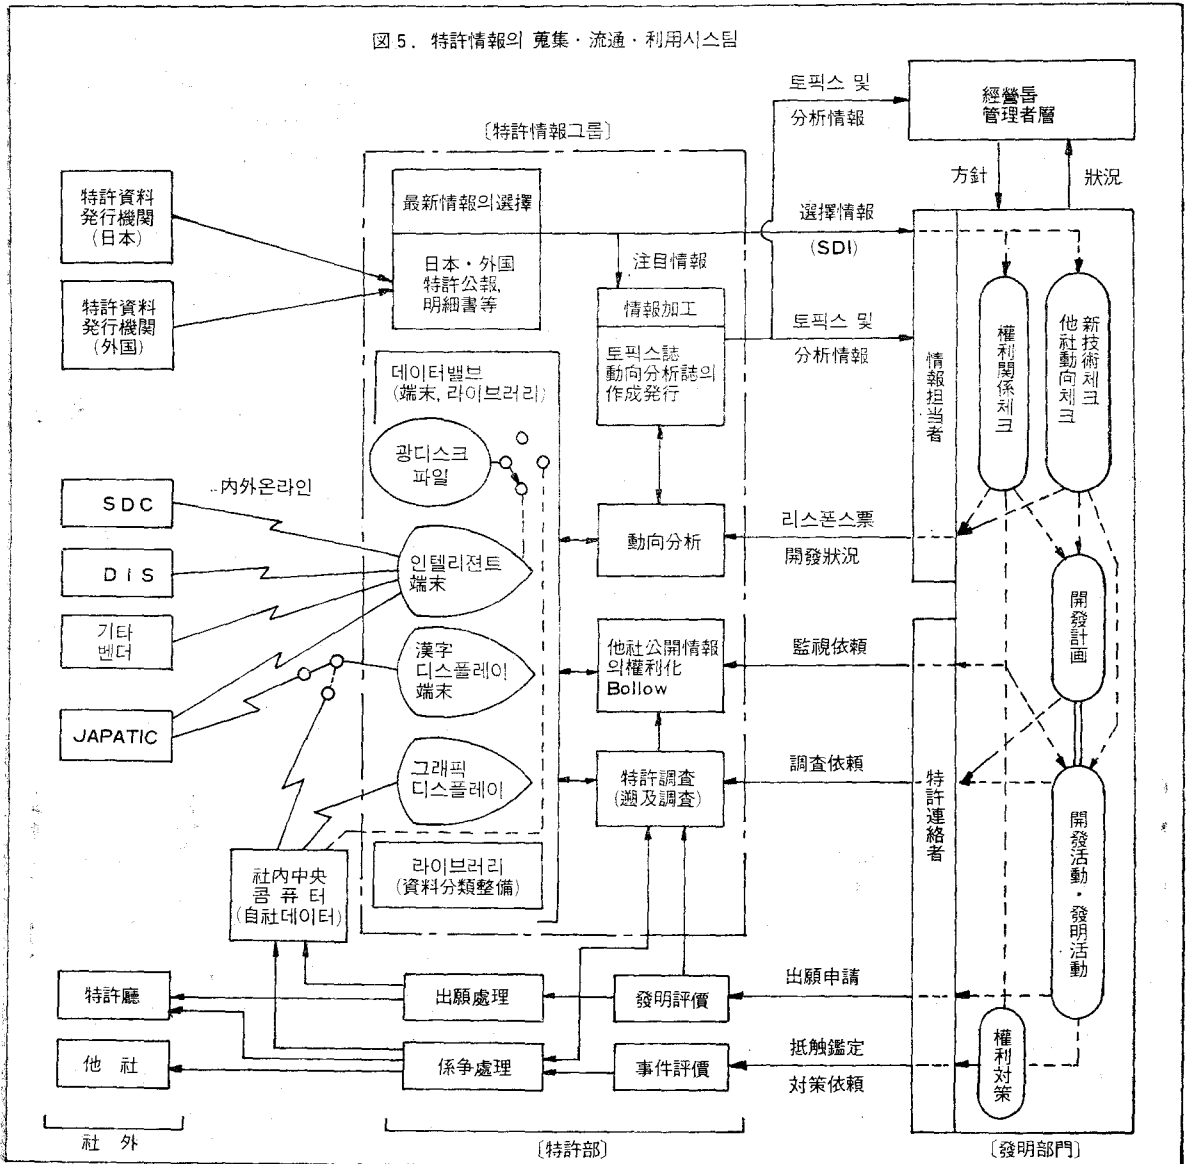 図 5. 特許情報의 蒐集·流通·利用시스팀
토픽스 및
分析情報
經營톱
管理者層
〔特許情報그룹〕
方針
狀況
特許資料
発行機関
(日本)
最新情報의選擇
選擇情報
(SDI)
日本·外国
特許公報,
明細書等
注目情報
特許資料
発行機関
(外国)
情報加工
토픽스 및
分析情報
토픽스誌
動向分析誌의
作成発行
데이터밸브
(端末, 라이브러리)
情報担当者
權利関係체크
新技術체크
他社動向체크
광디스크
파일
内外온라인
SDC
리스폰스票
開發狀況
動向分析
인텔리젼트
端末
DIS
開發計画
기타
벤더
漢字
디스플레이
端末
他社公開情報
의權利化
Bollow
監視依頼
JAPATIC
그래픽
디스플레이
特許調査
(遡及調査)
調査依頼
特許連絡者
開發活動·發明活動
社内中央
콤퓨터
(自社데이터)
라이브러리
(資料分類整備)
特許廳
出願處理
發明評價
出願申請
他社
係争處理
事件評價
抵触鑑定
対策依頼
權利対策
社外
〔特許部〕
〔發明部門〕